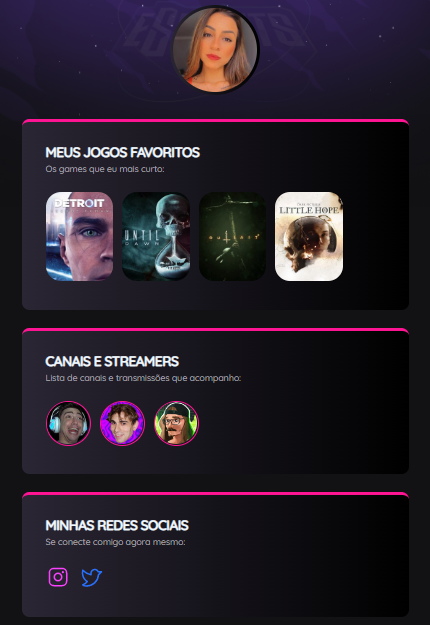 MEUS JOGOS FAVORITOS
Os games que eu mais curto:
DETROIT
UNTIL
DAWN
OUTLAST
LITTLE HOPE
CANAIS E STREAMERS
Lista de canais e transmissões que acompanho:
MINHAS REDES SOCIAIS
Se conecte comigo agora mesmo: